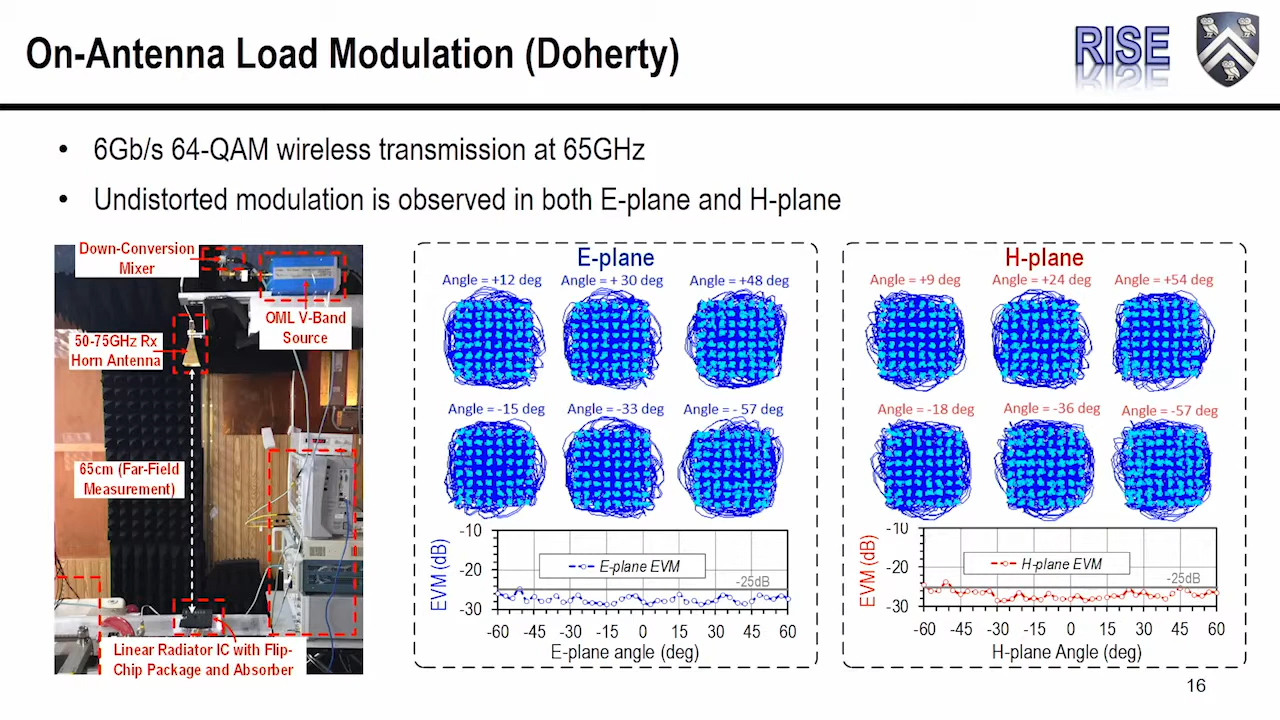 On-Antenna Load Modulation (Doherty)
RISE
• 6Gb/s 64-QAM wireless transmission at 65GHz
• Undistorted modulation is observed in both E-plane and H-plane
Down-Conversion
Mixer
OML V-Band
Source
50-75GHz Rx
Horn Antenna
65cm (Far-Field
Measurement)
Linear Radiator IC with Flip-
Chip Package and Absorber
E-plane
Angle = +12 deg
Angle = + 30 deg
Angle = +48 deg
Angle = -15 deg
Angle = -33 deg
Angle = - 57 deg
EVM (dB)
-10
-20
-30
E-plane EVM
-25dB
-60 -45 -30 -15 0 15 30 45 60
E-plane angle (deg)
H-plane
Angle = +9 deg
Angle = +24 deg
Angle = +54 deg
Angle = -18 deg
Angle = -36 deg
Angle = -57 deg
EVM (dB)
-10
-20
-30
H-plane EVM
-25dB
-60 -45 -30 -15 0 15 30 45 60
H-plane Angle (deg)
16